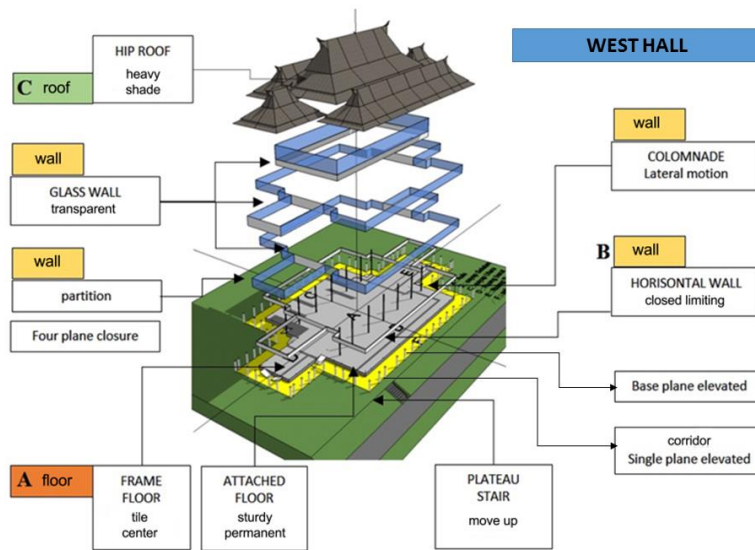 WEST HALL
HIP ROOF
heavy
shade
C roof
wall
GLASS WALL
transparent
wall
partition
Four plane closure
wall
COLOMNADE
Lateral motion
B wall
HORISONTAL WALL
closed limiting
Base plane elevated
corridor
Single plane elevated
A floor
FRAME
FLOOR
tile
center
ATTACHED
FLOOR
sturdy
permanent
PLATEAU
STAIR
move up
A